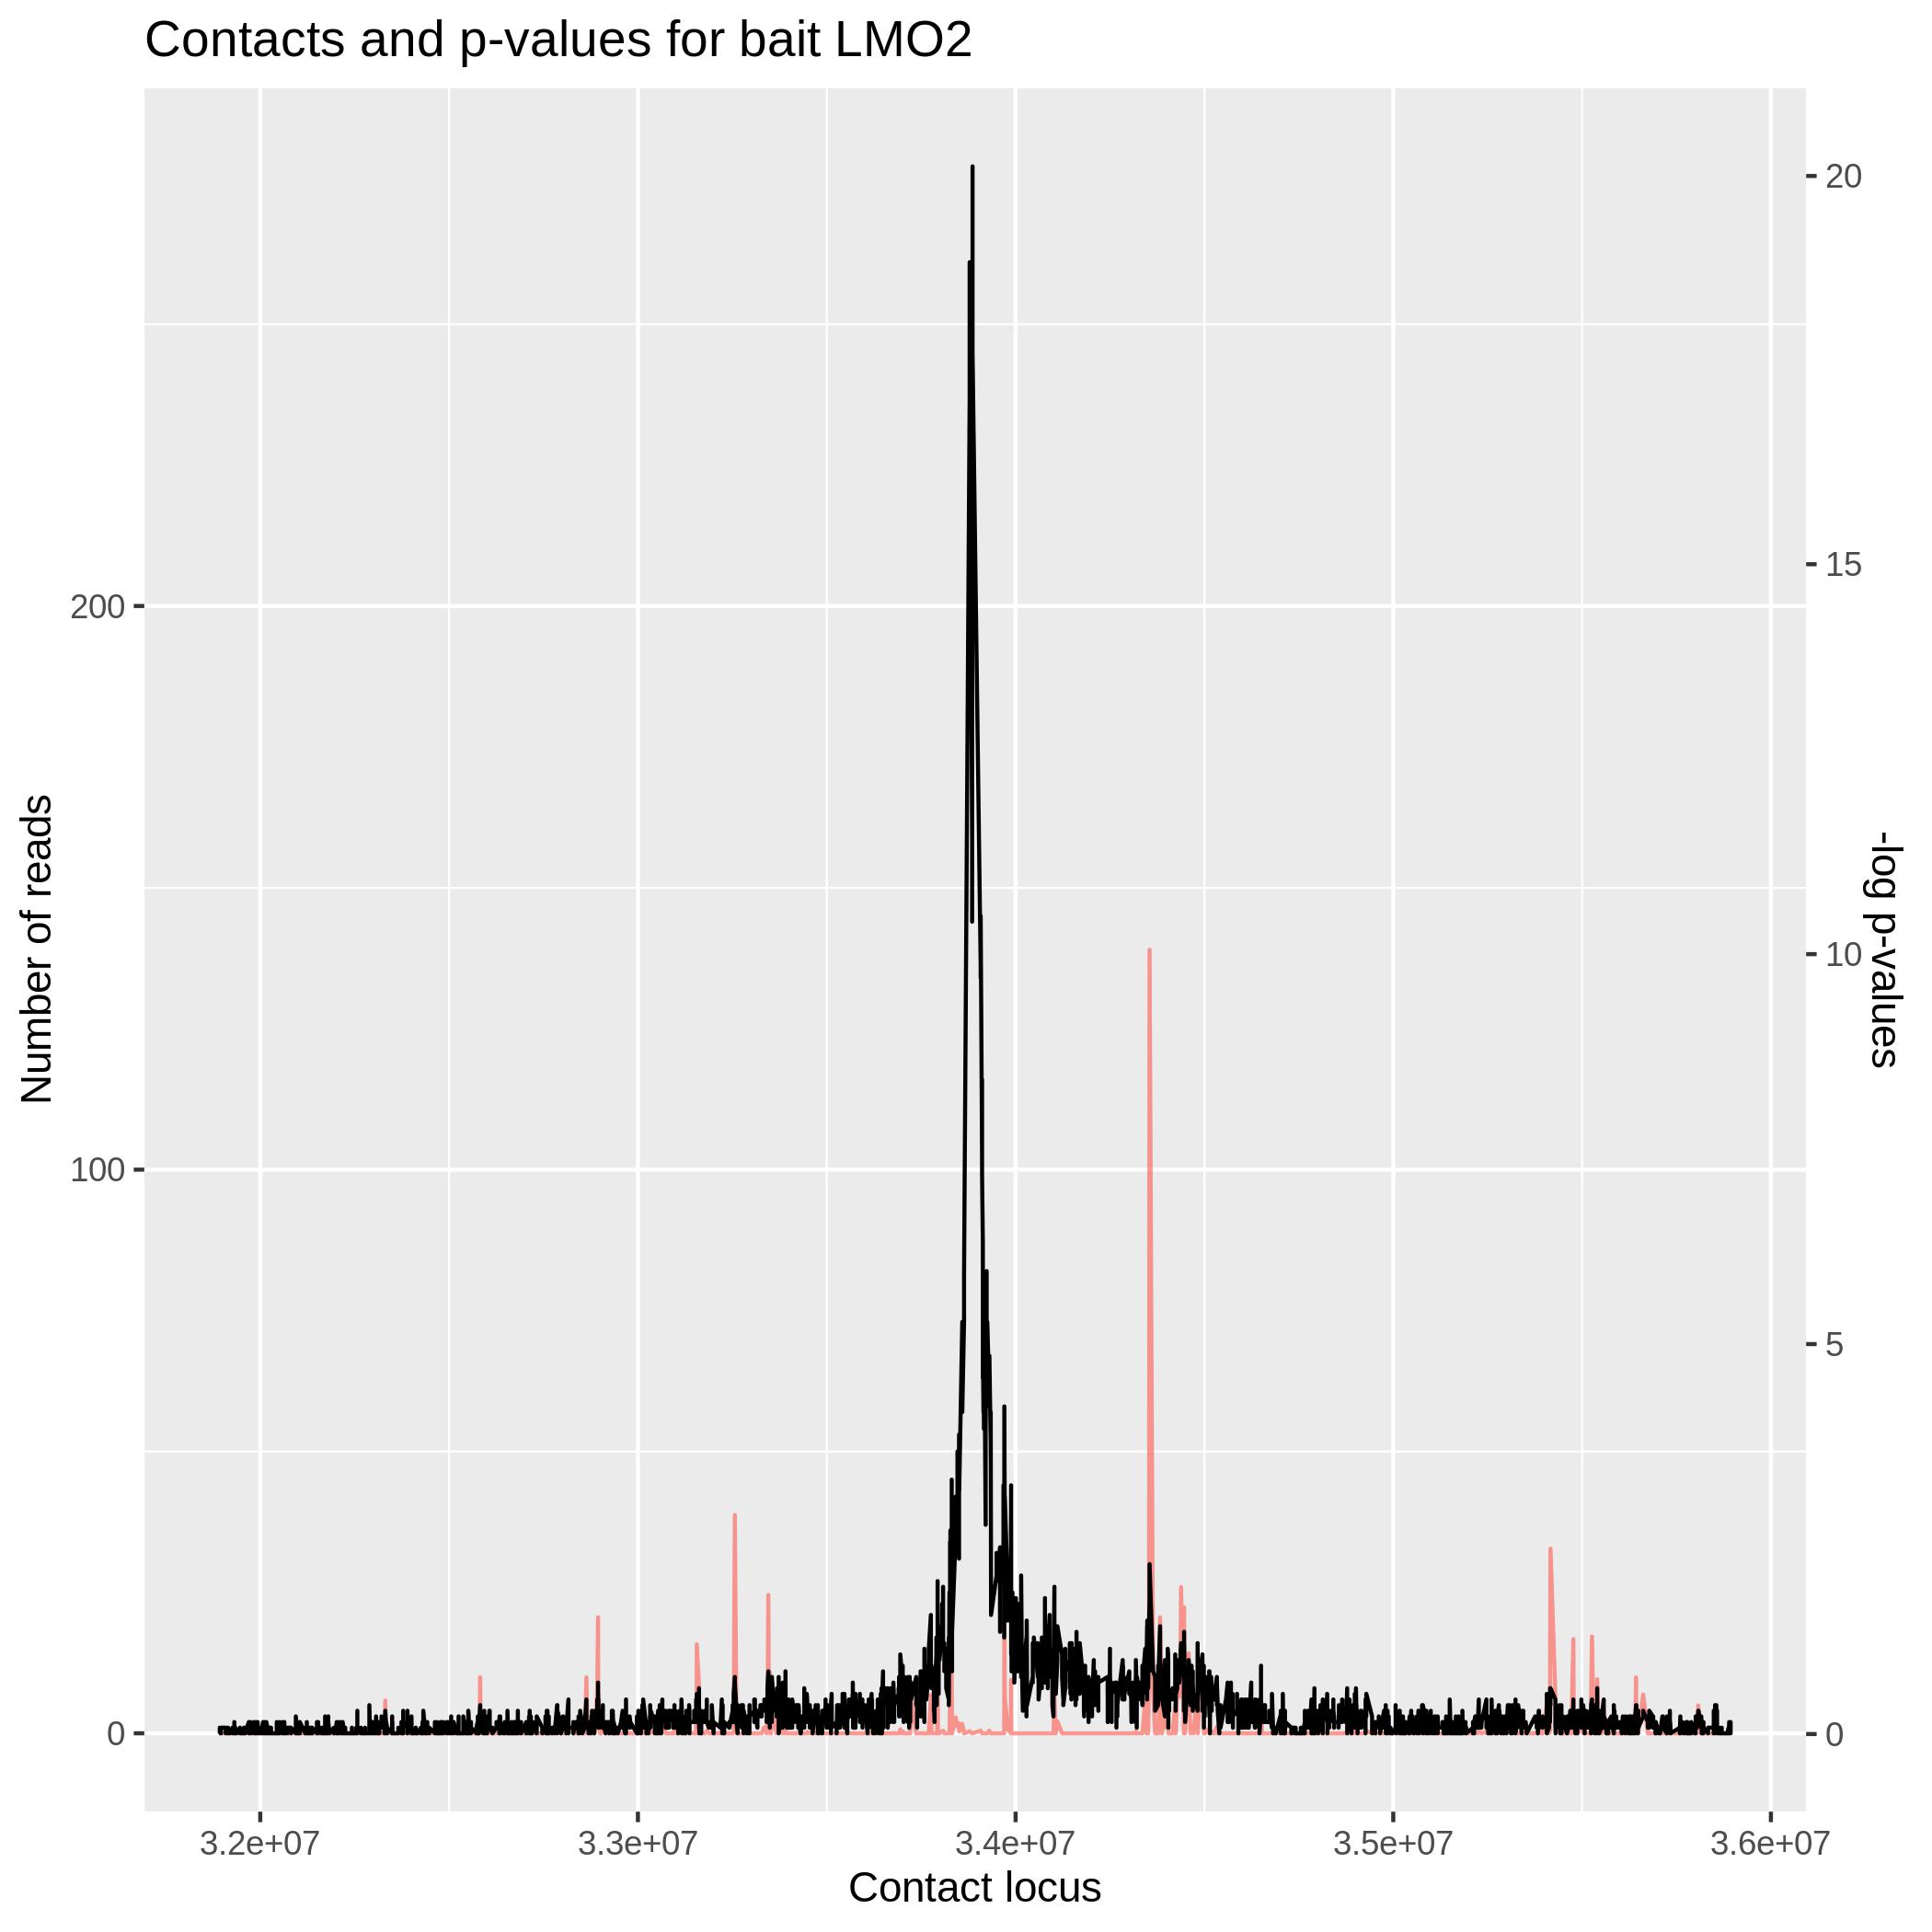 Contacts and p-values for bait LMO2
Number of reads
200
100
0
20
15
10
5
0
-log p-values
3.2e+07
3.3e+07
3.4e+07
3.5e+07
3.6e+07
Contact locus